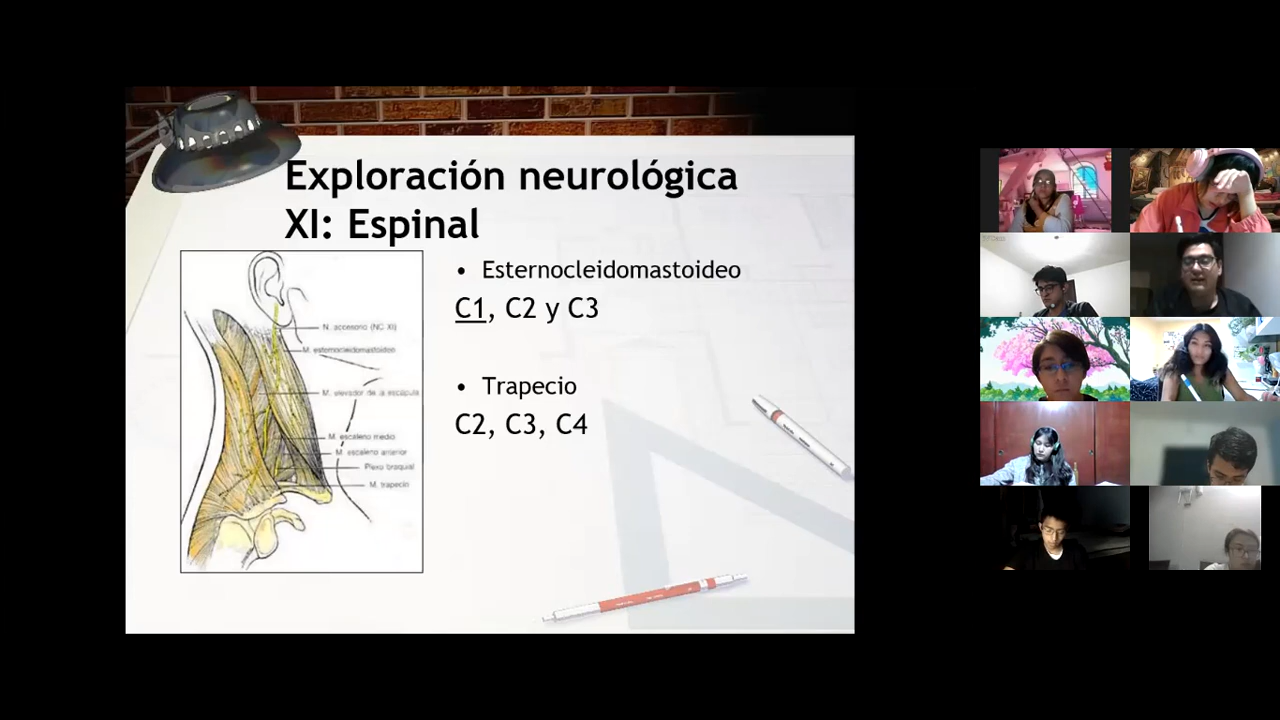 Exploración neurológica
XI: Espinal
• Esternocleidomastoideo
C1, C2 y C3
• Trapecio
C2, C3, C4
N. accesorio (NC XI)
M. esternocleidomastoideo
M. elevador de la escápula
M. escaleno medio
M. escaleno anterior
Plexo braquial
M. trapecio